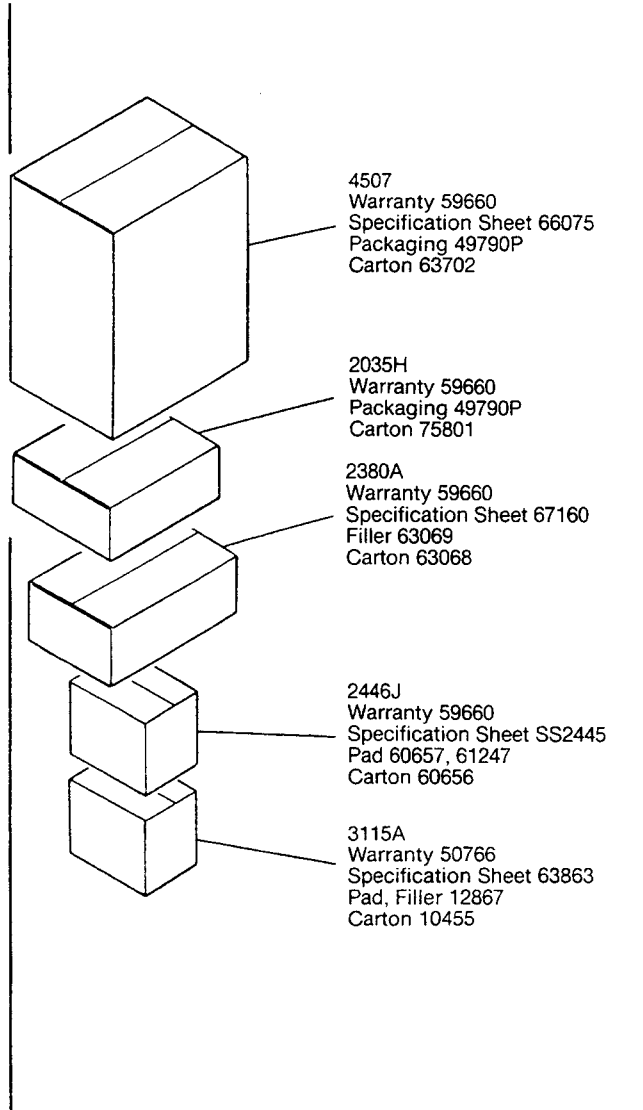 4507
Warranty 59660
Specification Sheet 66075
Packaging 49790P
Carton 63702
2035H
Warranty 59660
Packaging 49790P
Carton 75801
2380A
Warranty 59660
Specification Sheet 67160
Filler 63069
Carton 63068
2446J
Warranty 59660
Specification Sheet SS2445
Pad 60657, 61247
Carton 60656
3115A
Warranty 50766
Specification Sheet 63863
Pad, Filler 12867
Carton 10455